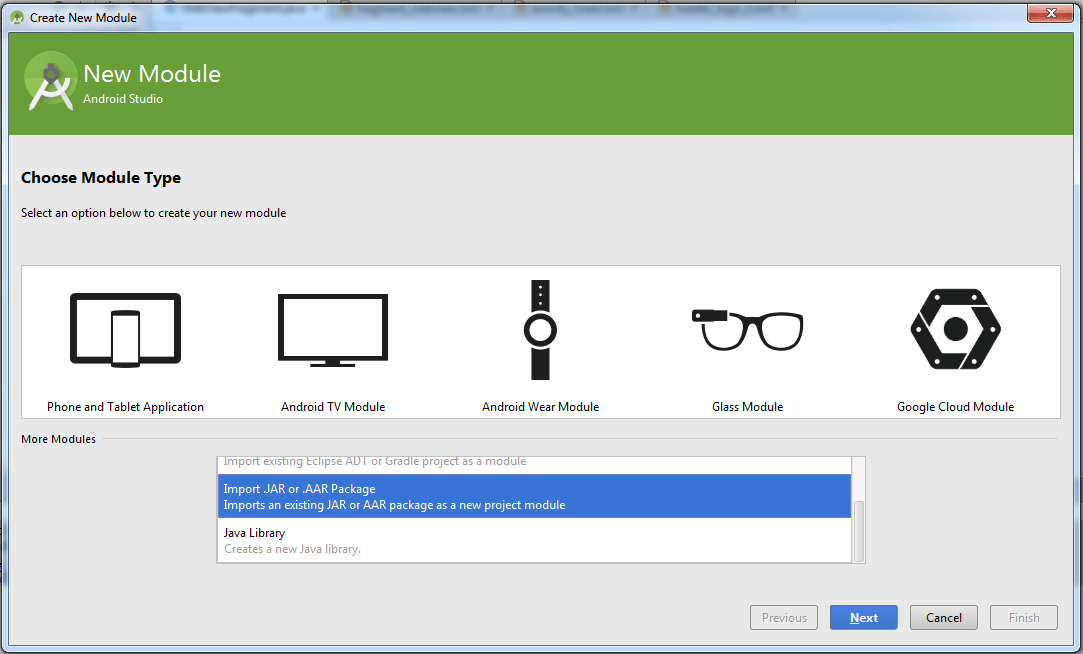 Create New Module
New Module
Android Studio
Choose Module Type
Select an option below to create your new module
Phone and Tablet Application
Android TV Module
Android Wear Module
Glass Module
Google Cloud Module
More Modules
Import existing Eclipse ADT or Gradle project as a module
Import .JAR or .AAR Package
Imports an existing JAR or AAR package as a new project module
Java Library
Creates a new Java library.
Previous
Next
Cancel
Finish